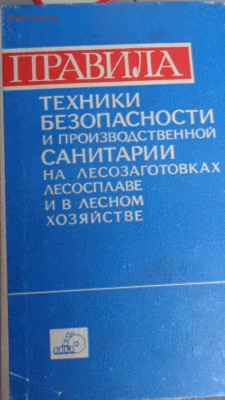 ПРАВИЛА
ТЕХНИКИ
БЕЗОПАСНОСТИ
И ПРОИЗВОДСТВЕННОЙ
САНИТАРИИ
НА ЛЕСОЗАГОТОВКАХ
ЛЕСОСПЛАВЕ
И В ЛЕСНОМ
ХОЗЯЙСТВЕ